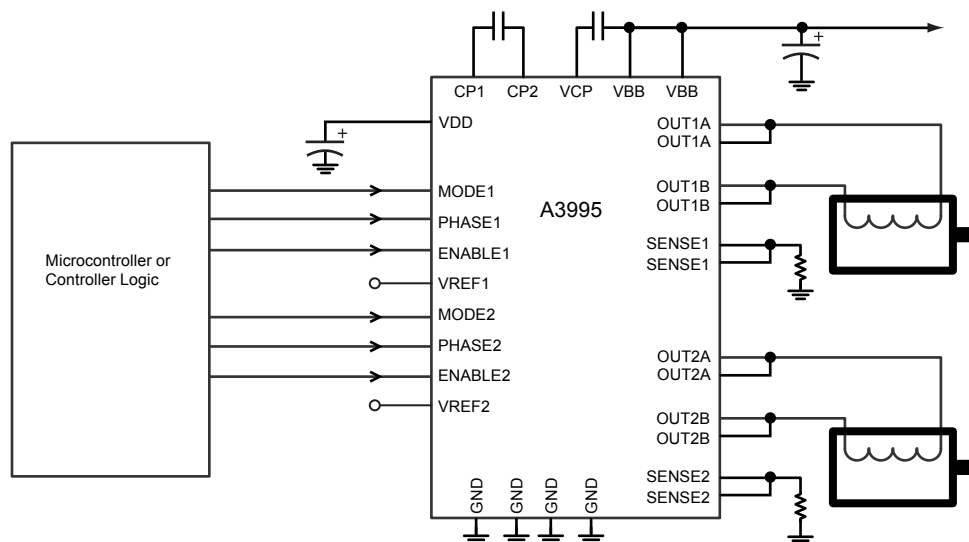 CP1 CP2 VCP VBB VBB
VDD
MODE1
PHASE1
ENABLE1
VREF1
MODE2
PHASE2
ENABLE2
VREF2
A3995
OUT1A
OUT1A
OUT1B
OUT1B
SENSE1
SENSE1
OUT2A
OUT2A
OUT2B
OUT2B
SENSE2
SENSE2
GND
GND
GND
GND
Microcontroller or
Controller Logic
+
+